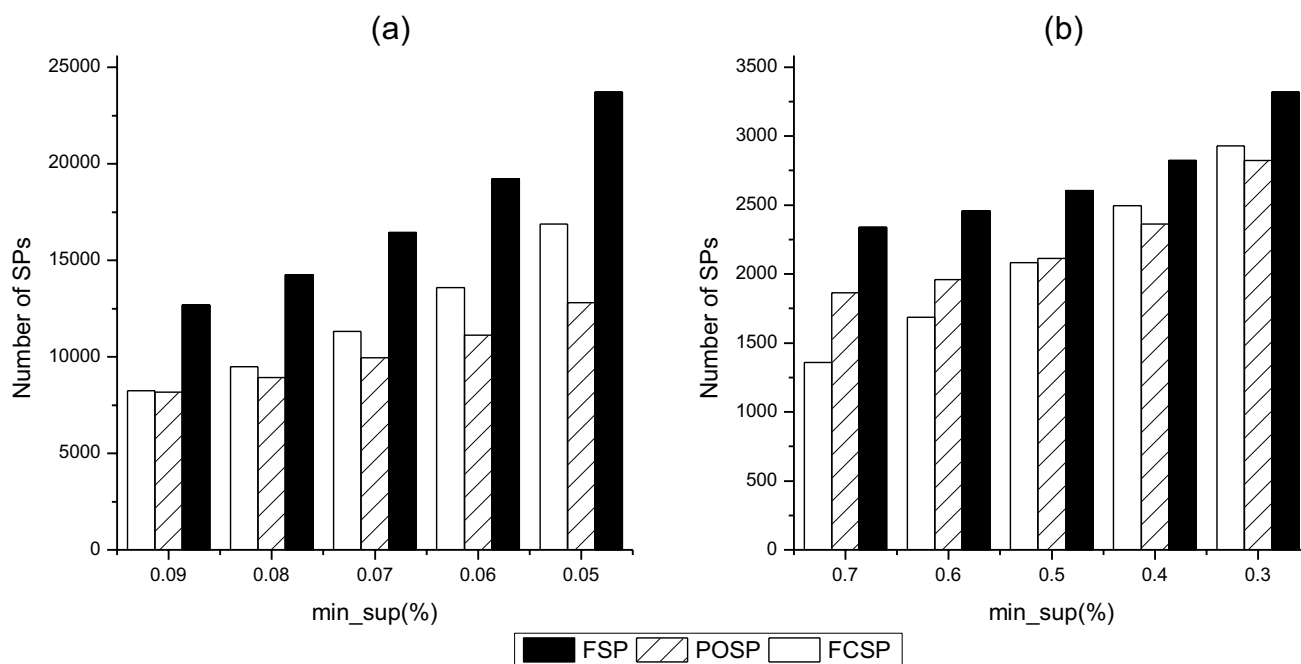 (a)
Number of SPs
25000
20000
15000
10000
5000
0
0.09 0.08 0.07 0.06 0.05
min_sup(%)
(b)
Number of SPs
3500
3000
2500
2000
1500
1000
500
0
0.7 0.6 0.5 0.4 0.3
min_sup(%)
FSP POSP FCSP